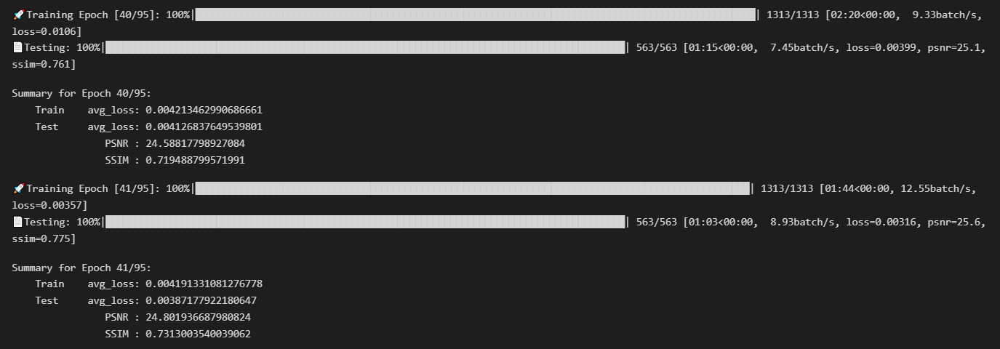 🚀Training Epoch [40/95]: 100%|██████████| 1313/1313 [02:20<00:00,  9.33batch/s,
loss=0.0106]
📄Testing: 100%|██████████| 563/563 [01:15<00:00,  7.45batch/s, loss=0.00399, psnr=25.1,
ssim=0.761]
Summary for Epoch 40/95:
Train    avg_loss: 0.004213462990686661
Test     avg_loss: 0.004126837649539801
PSNR : 24.58817798927084
SSIM : 0.719488799571991
🚀Training Epoch [41/95]: 100%|██████████| 1313/1313 [01:44<00:00, 12.55batch/s,
loss=0.00357]
📄Testing: 100%|██████████| 563/563 [01:03<00:00,  8.93batch/s, loss=0.00316, psnr=25.6,
ssim=0.775]
Summary for Epoch 41/95:
Train    avg_loss: 0.004191331081276778
Test     avg_loss: 0.00387177922180647
PSNR : 24.801936687980824
SSIM : 0.7313003540039062